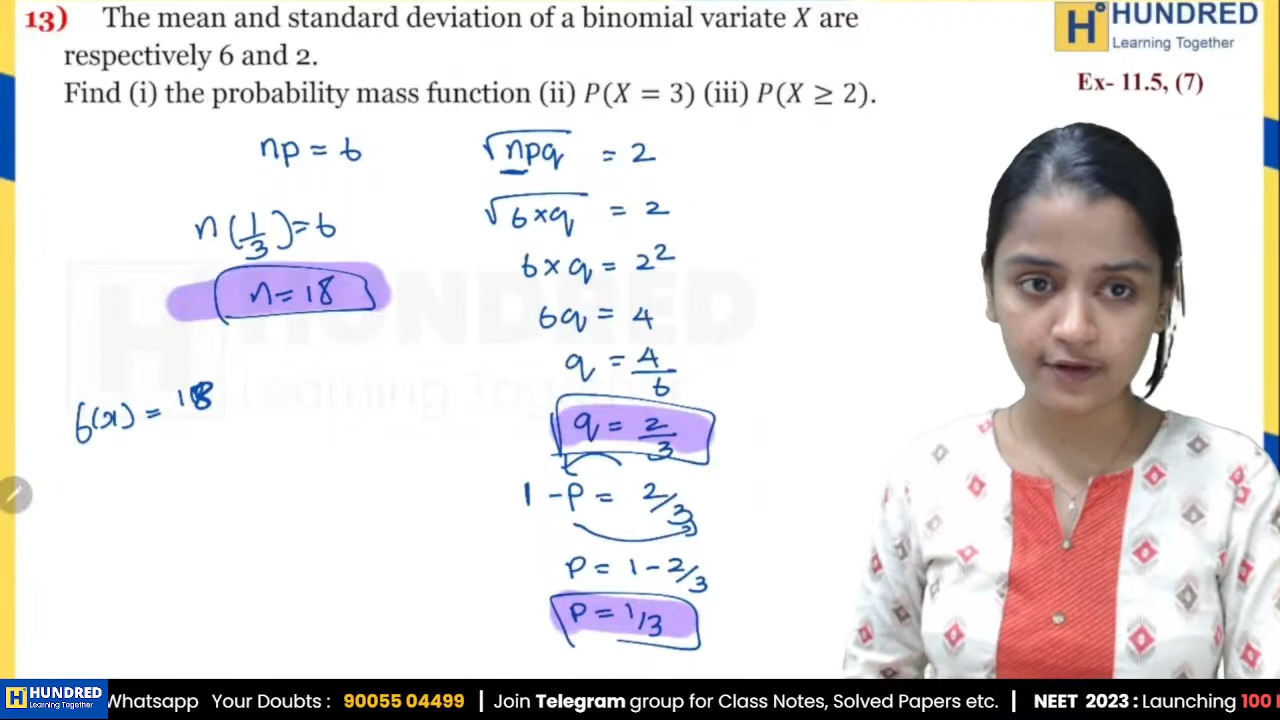 13) The mean and standard deviation of a binomial variate X are
respectively 6 and 2.
Find (i) the probability mass function (ii) P(X = 3) (iii) P(X ≥ 2).
H HUNDRED
Learning Together
Ex- 11.5, (7)
np = 6
√npq = 2
√6×q = 2
n(1/3) = 6
n = 18
6 × q = 2²
6q = 4
q = 4/6
f(x) = 18
q = 2/3
1 - p = 2/3
p = 1 - 2/3
p = 1/3
HUNDRED
Learning Together
H HUNDRED
Learning Together
Whatsapp Your Doubts : 90055 04499 | Join Telegram group for Class Notes, Solved Papers etc. | NEET 2023 : Launching 100